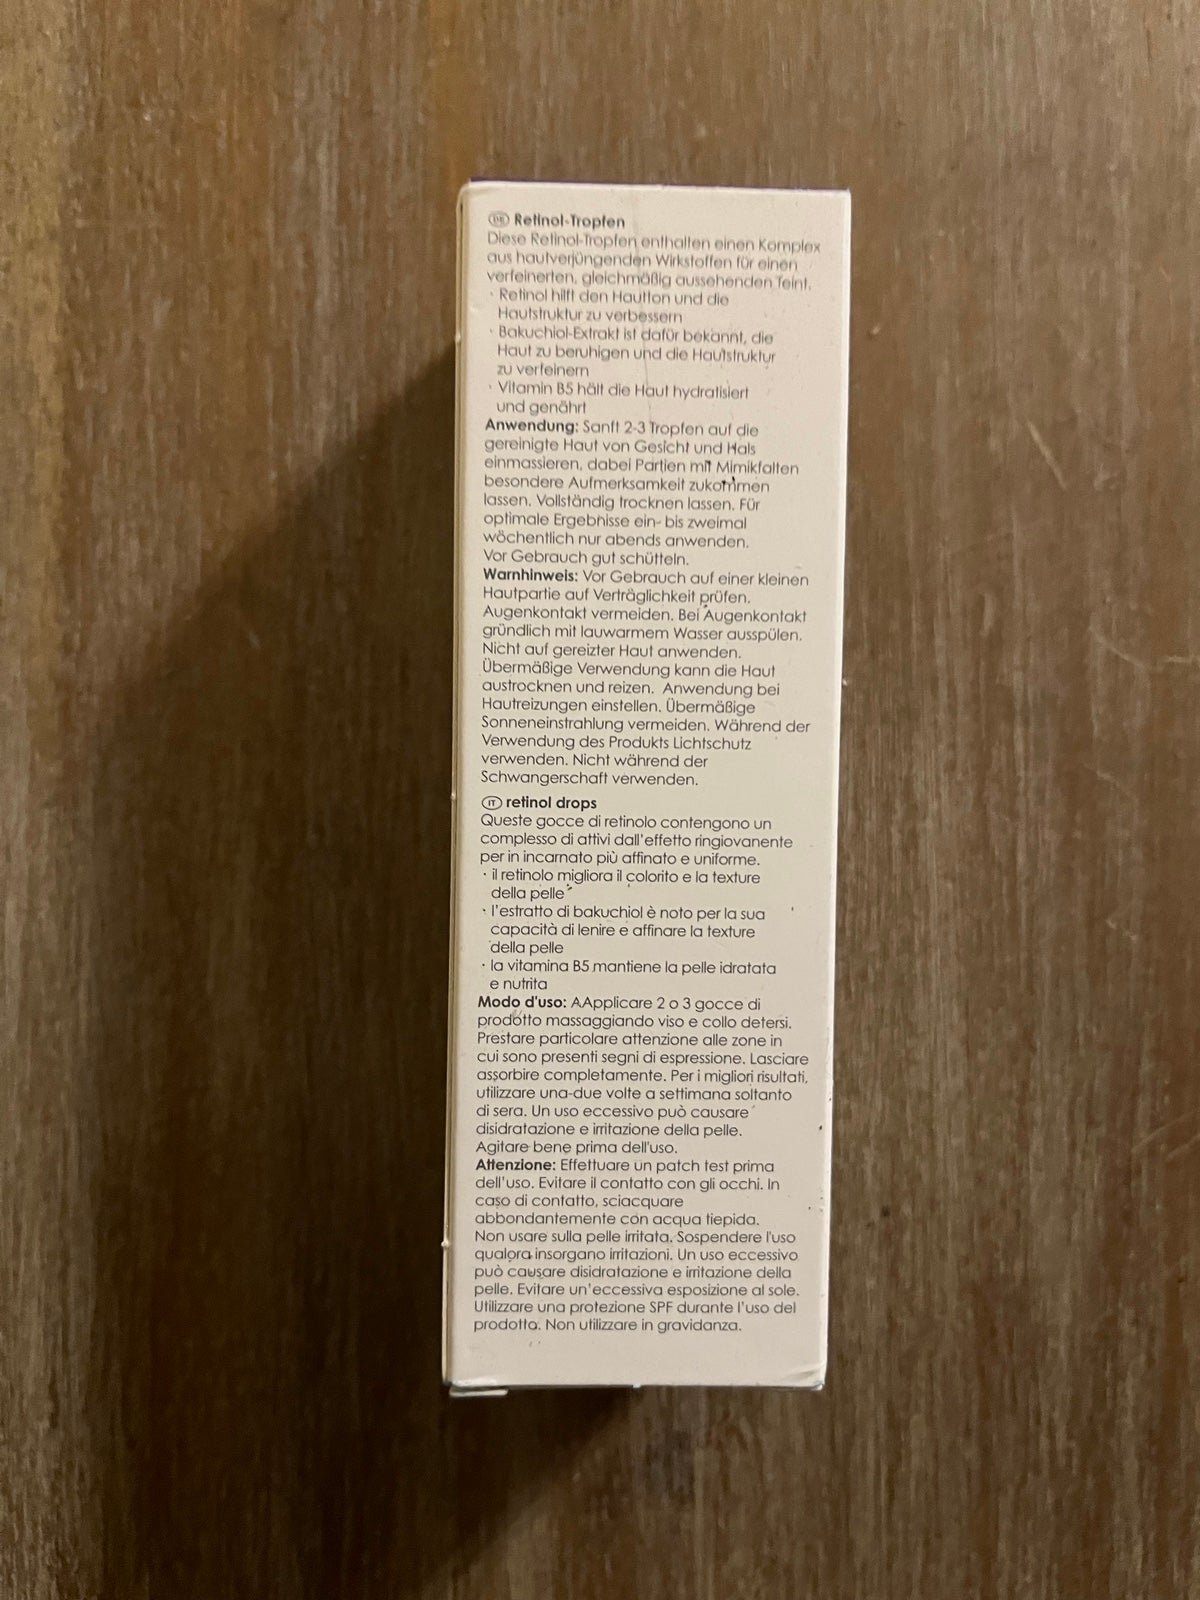 DE Retinol-Tropfen
Diese Retinol-Tropfen enthalten einen Komplex
aus hautverjüngenden Wirkstoffen für einen
verfeinerten, gleichmäßig aussehenden Teint.
· Retinol hilft den Hautton und die
Hautstruktur zu verbessern
· Bakuchiol-Extrakt ist dafür bekannt, die
Haut zu beruhigen und die Hautstruktur
zu verfeinern
· Vitamin B5 hält die Haut hydratisiert
und genährt
Anwendung: Sanft 2-3 Tropfen auf die
gereinigte Haut von Gesicht und Hals
einmassieren, dabei Partien mit Mimikfalten
besondere Aufmerksamkeit zukommen
lassen. Vollständig trocknen lassen. Für
optimale Ergebnisse ein- bis zweimal
wöchentlich nur abends anwenden.
Vor Gebrauch gut schütteln.
Warnhinweis: Vor Gebrauch auf einer kleinen
Hautpartie auf Verträglichkeit prüfen.
Augenkontakt vermeiden. Bei Augenkontakt
gründlich mit lauwarmem Wasser ausspülen.
Nicht auf gereizter Haut anwenden.
Übermäßige Verwendung kann die Haut
austrocknen und reizen. Anwendung bei
Hautreizungen einstellen. Übermäßige
Sonneneinstrahlung vermeiden. Während der
Verwendung des Produkts Lichtschutz
verwenden. Nicht während der
Schwangerschaft verwenden.
IT retinol drops
Queste gocce di retinolo contengono un
complesso di attivi dall'effetto ringiovanente
per in incarnato più affinato e uniforme.
· il retinolo migliora il colorito e la texture
della pelle
· l'estratto di bakuchiol è noto per la sua
capacità di lenire e affinare la texture
della pelle
· la vitamina B5 mantiene la pelle idratata
e nutrita
Modo d'uso: AApplicare 2 o 3 gocce di
prodotto massaggiando viso e collo detersi.
Prestare particolare attenzione alle zone in
cui sono presenti segni di espressione. Lasciare
assorbire completamente. Per i migliori risultati,
utilizzare una-due volte a settimana soltanto
di sera. Un uso eccessivo può causare
disidratazione e irritazione della pelle.
Agitare bene prima dell'uso.
Attenzione: Effettuare un patch test prima
dell'uso. Evitare il contatto con gli occhi. In
caso di contatto, sciacquare
abbondantemente con acqua tiepida.
Non usare sulla pelle irritata. Sospendere l'uso
qualora insorgano irritazioni. Un uso eccessivo
può causare disidratazione e irritazione della
pelle. Evitare un'eccessiva esposizione al sole.
Utilizzare una protezione SPF durante l'uso del
prodotto. Non utilizzare in gravidanza.